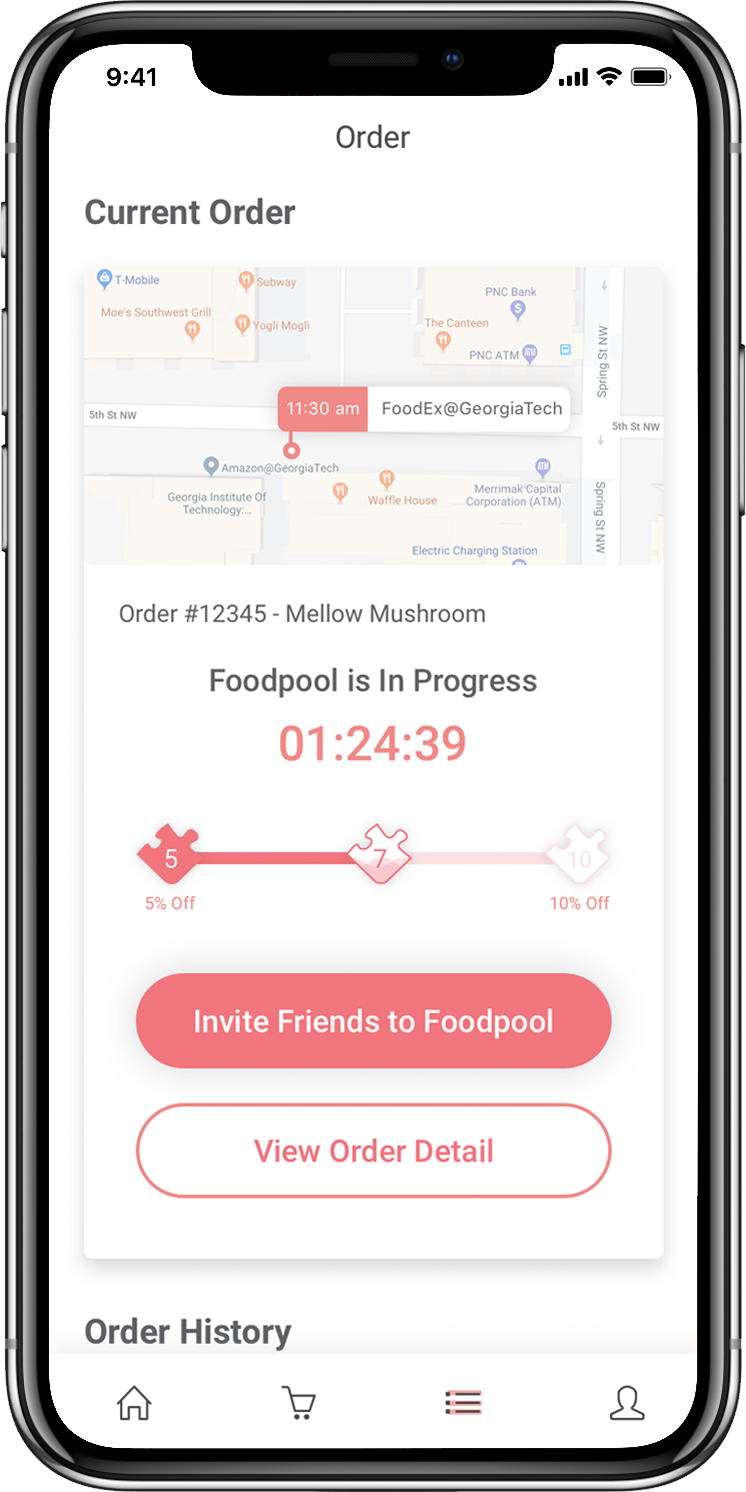 9:41
Order
Current Order
T-Mobile
Subway
Moe's Southwest Grill
Yogli Mogli
PNC Bank
The Canteen
PNC ATM
ATM
Spring St NW
11:30 am FoodEx@GeorgiaTech
5th St NW
5th St NW
Amazon@GeorgiaTech
ATM
Georgia Institute Of
Technology:...
Waffle House
Merrimak Capital
Corporation (ATM)
Spring St NW
Electric Charging Station
Order #12345 - Mellow Mushroom
Foodpool is In Progress
01:24:39
5 7 10
5% Off 10% Off
Invite Friends to Foodpool
View Order Detail
Order History